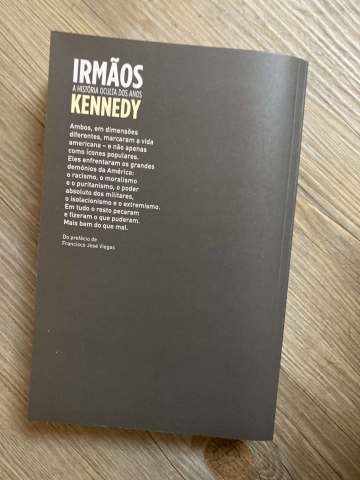 IRMÃOS
A HISTÓRIA OCULTA DOS ANOS
KENNEDY
Ambos, em dimensões
diferentes, marcaram a vida
americana – e não apenas
como ícones populares.
Eles enfrentaram os grandes
demónios da América:
o racismo, o moralismo
e o puritanismo, o poder
absoluto dos militares,
o isolacionismo e o extremismo.
Em tudo o resto pecaram
e fizeram o que puderam.
Mais bem do que mal.
Do prefácio de
Francisco José Viegas